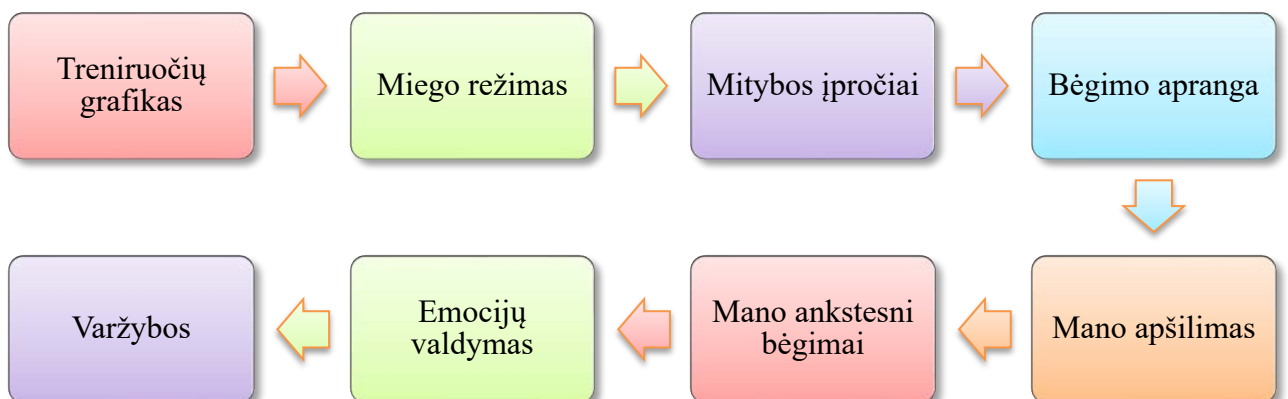 Treniruočių
grafikas
Miego režimas
Mitybos įpročiai
Bėgimo apranga
Mano apšilimas
Mano ankstesni
bėgimai
Emocijų
valdymas
Varžybos